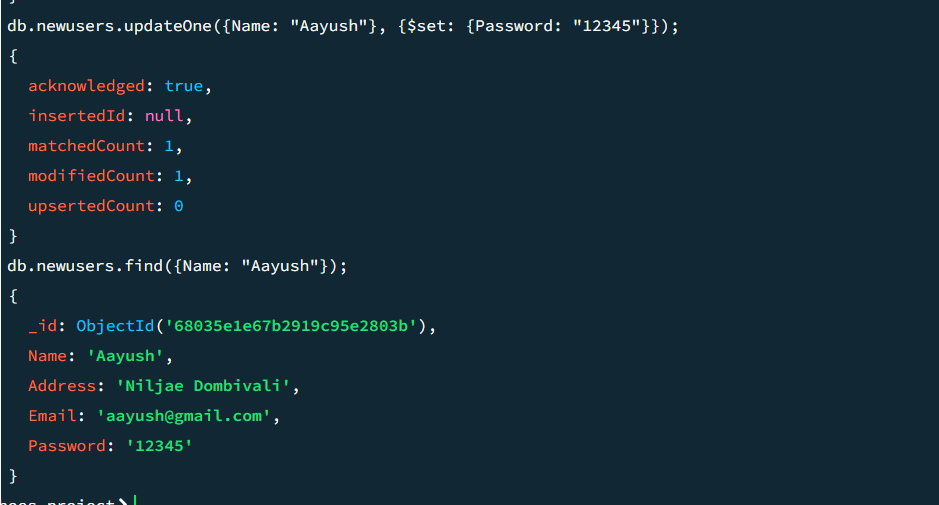 }
db.newusers.updateOne({Name: "Aayush"}, {$set: {Password: "12345"}});
{
  acknowledged: true,
  insertedId: null,
  matchedCount: 1,
  modifiedCount: 1,
  upsertedCount: 0
}
db.newusers.find({Name: "Aayush"});
{
  _id: ObjectId('68035e1e67b2919c95e2803b'),
  Name: 'Aayush',
  Address: 'Niljae Dombivali',
  Email: 'aayush@gmail.com',
  Password: '12345'
}
project>